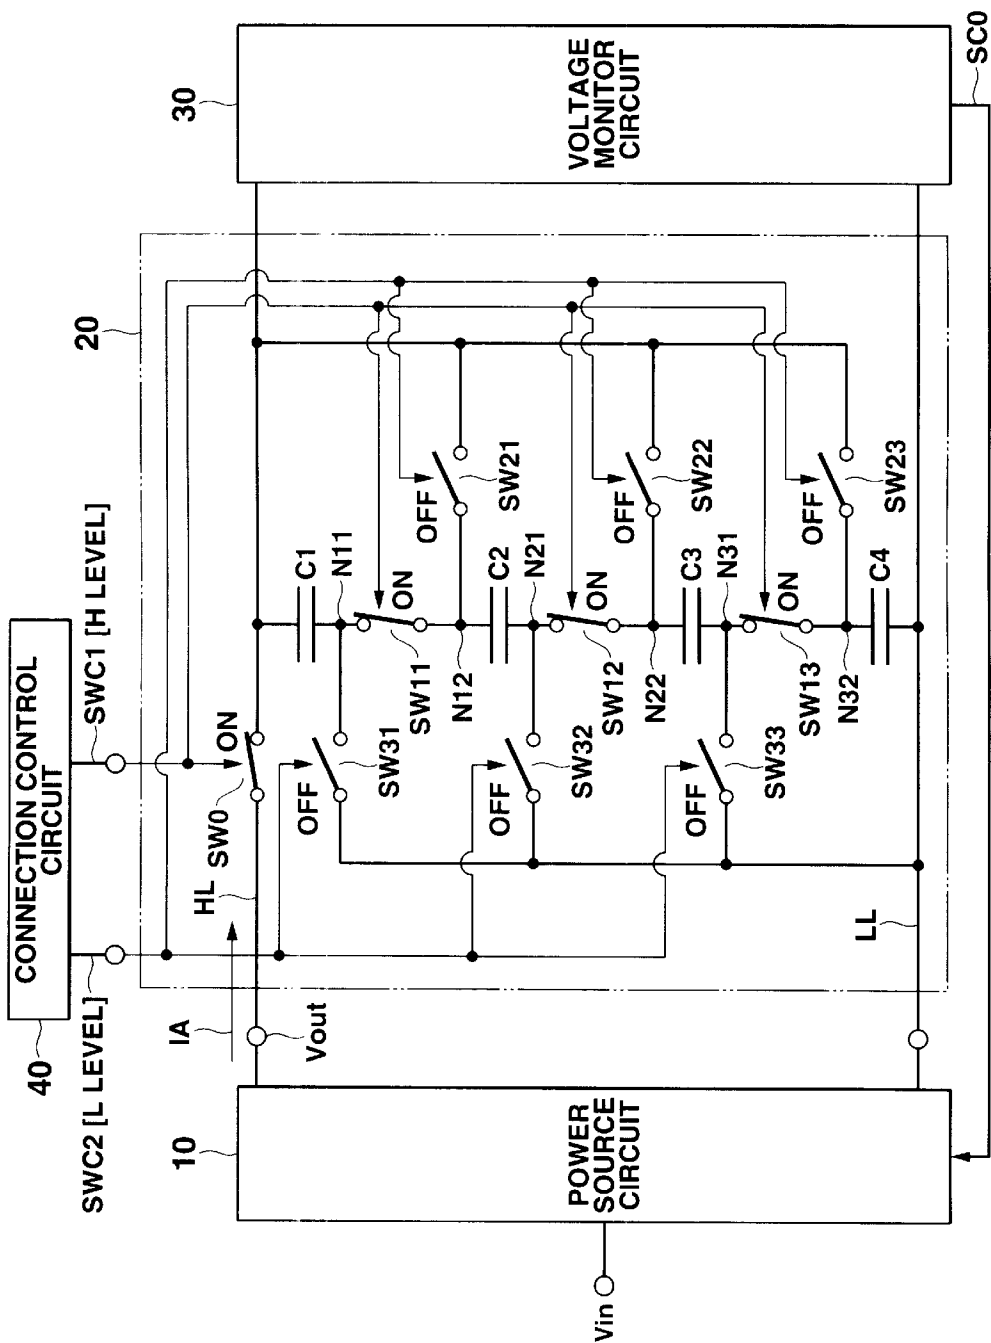 40
CONNECTION CONTROL
CIRCUIT
SWC2 [L LEVEL]
SWC1 [H LEVEL]
20
IA
HL
SW0
ON
Vout
10
POWER
SOURCE
CIRCUIT
Vin
30
VOLTAGE
MONITOR
CIRCUIT
SC0
C1
N11
OFF
SW31
SW11
ON
N12
OFF
SW21
C2
N21
OFF
SW32
SW12
ON
N22
OFF
SW22
C3
N31
OFF
SW33
SW13
ON
N32
OFF
SW23
C4
LL